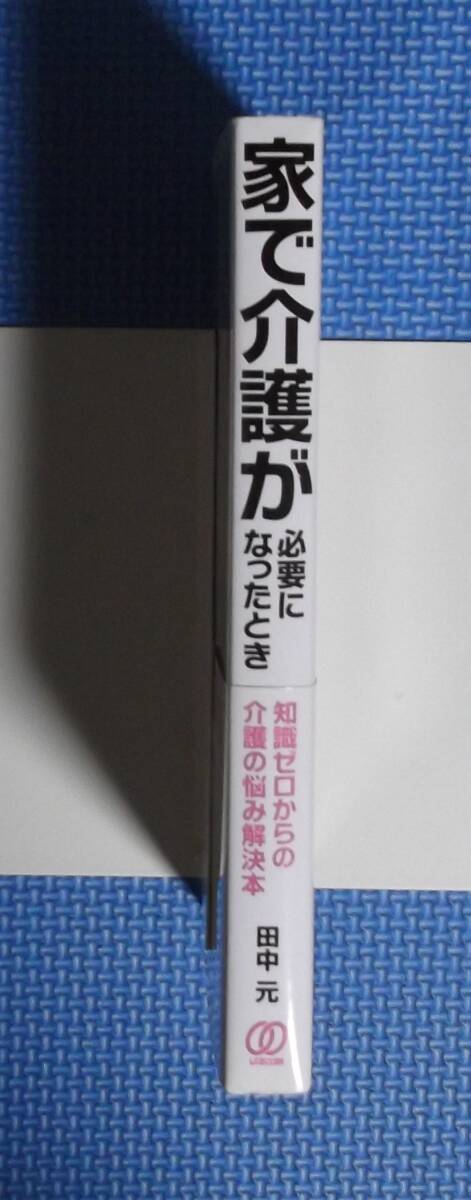 家で介護が
必要に
なったとき
知識ゼロからの
介護の悩み解決本
田中 元